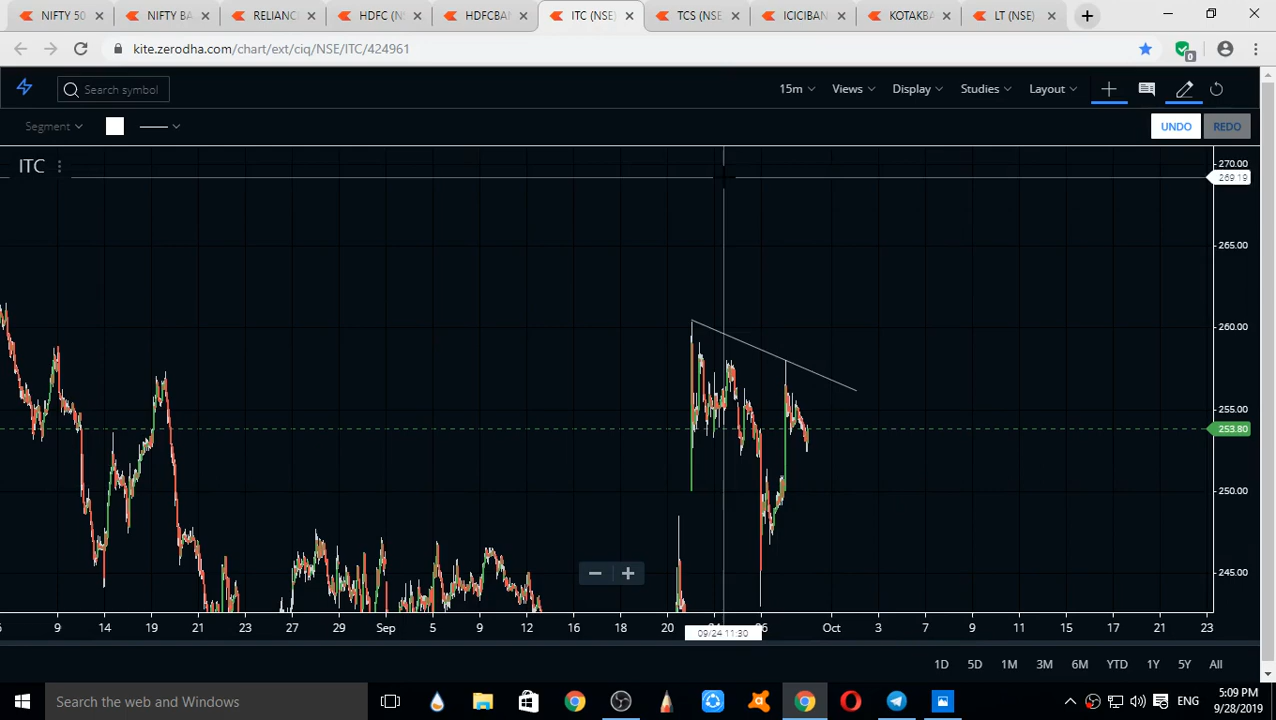 NIFTY 50 NIFTY BA RELIANC HDFC (N HDFCBAN ITC (NSE) TCS (NSE) ICICIBAN KOTAKBA LT (NSE)
kite.zerodha.com/chart/ext/ciq/NSE/ITC/424961 0
Search symbol 15m Views Display Studies Layout
Segment UNDO REDO
ITC
270.00
269.19
265.00
260.00
255.00
253.80
250.00
245.00
9 14 19 21 23 27 29 Sep 5 9 12 16 18 20 Oct 3 7 9 11 15 17 21 23
09/24 11:30
1D 5D 1M 3M 6M YTD 1Y 5Y All
Search the web and Windows ENG 5:09 PM
9/28/2019